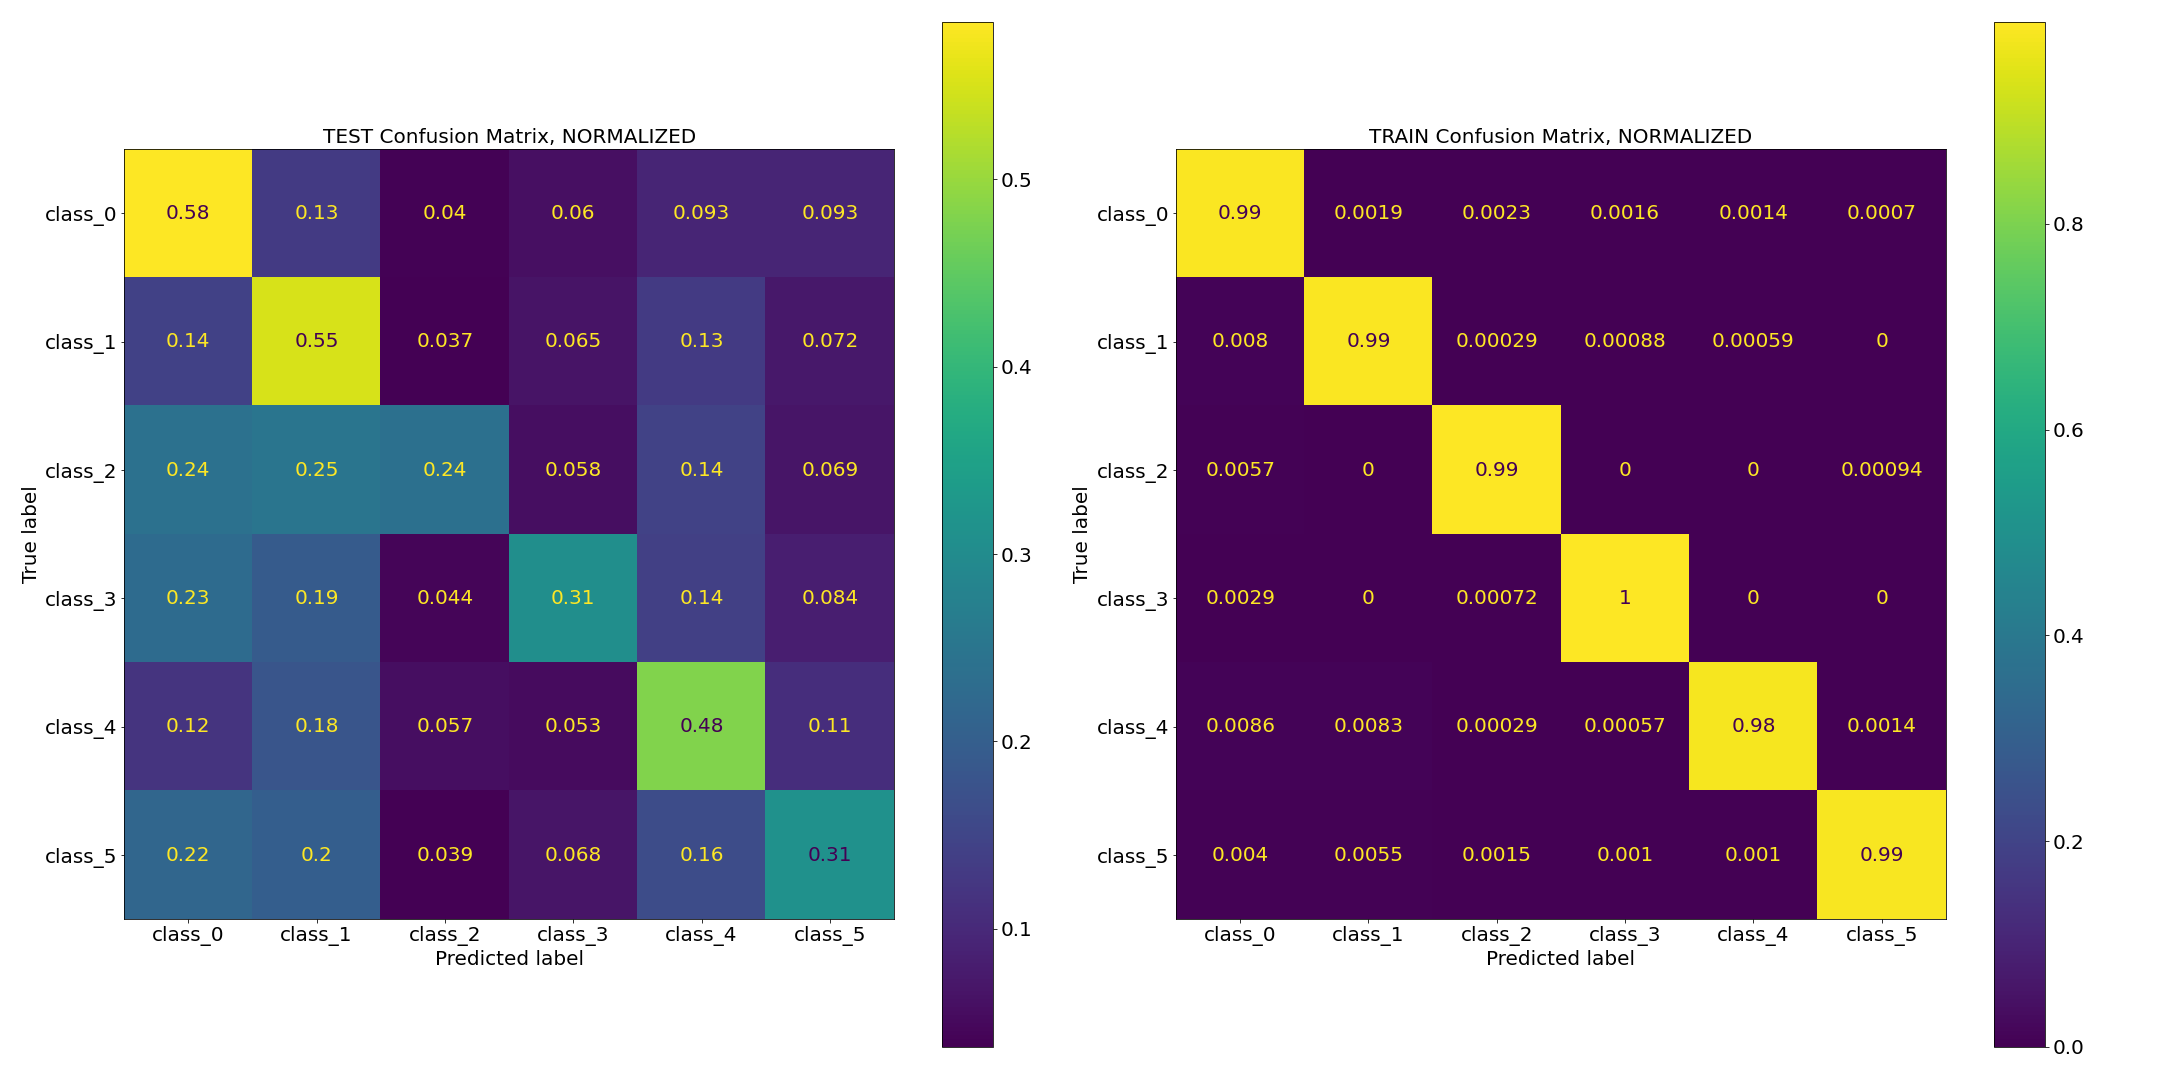 TEST Confusion Matrix, NORMALIZED
True label
class_0 0.58 0.13 0.04 0.06 0.093 0.093
class_1 0.14 0.55 0.037 0.065 0.13 0.072
class_2 0.24 0.25 0.24 0.058 0.14 0.069
class_3 0.23 0.19 0.044 0.31 0.14 0.084
class_4 0.12 0.18 0.057 0.053 0.48 0.11
class_5 0.22 0.2 0.039 0.068 0.16 0.31
class_0 class_1 class_2 class_3 class_4 class_5
Predicted label
0.5
0.4
0.3
0.2
0.1
TRAIN Confusion Matrix, NORMALIZED
True label
class_0 0.99 0.0019 0.0023 0.0016 0.0014 0.0007
class_1 0.008 0.99 0.00029 0.00088 0.00059 0
class_2 0.0057 0 0.99 0 0 0.00094
class_3 0.0029 0 0.00072 1 0 0
class_4 0.0086 0.0083 0.00029 0.00057 0.98 0.0014
class_5 0.004 0.0055 0.0015 0.001 0.001 0.99
class_0 class_1 class_2 class_3 class_4 class_5
Predicted label
0.8
0.6
0.4
0.2
0.0